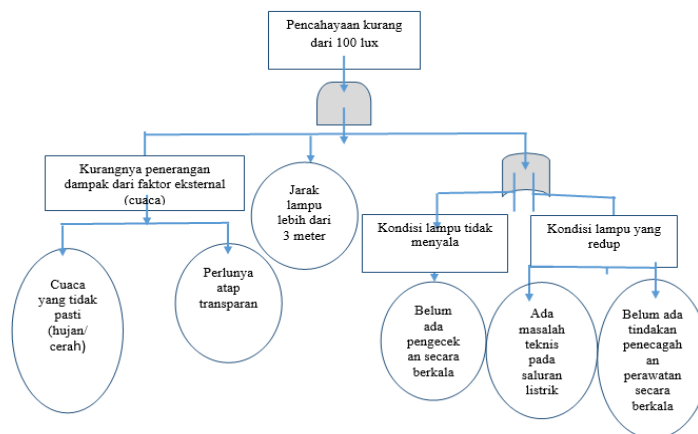 Pencahayaan kurang
dari 100 lux
Kurangnya penerangan
dampak dari faktor eksternal
(cuaca)
Jarak
lampu
lebih dari
3 meter
Kondisi lampu tidak
menyala
Kondisi lampu yang
redup
Cuaca
yang tidak
pasti
(hujan/
cerah)
Perlunya
atap
transparan
Belum
ada
pengecek
an secara
berkala
Ada
masalah
teknis
pada
saluran
listrik
Belum ada
tindakan
penecagah
an
perawatan
secara
berkala